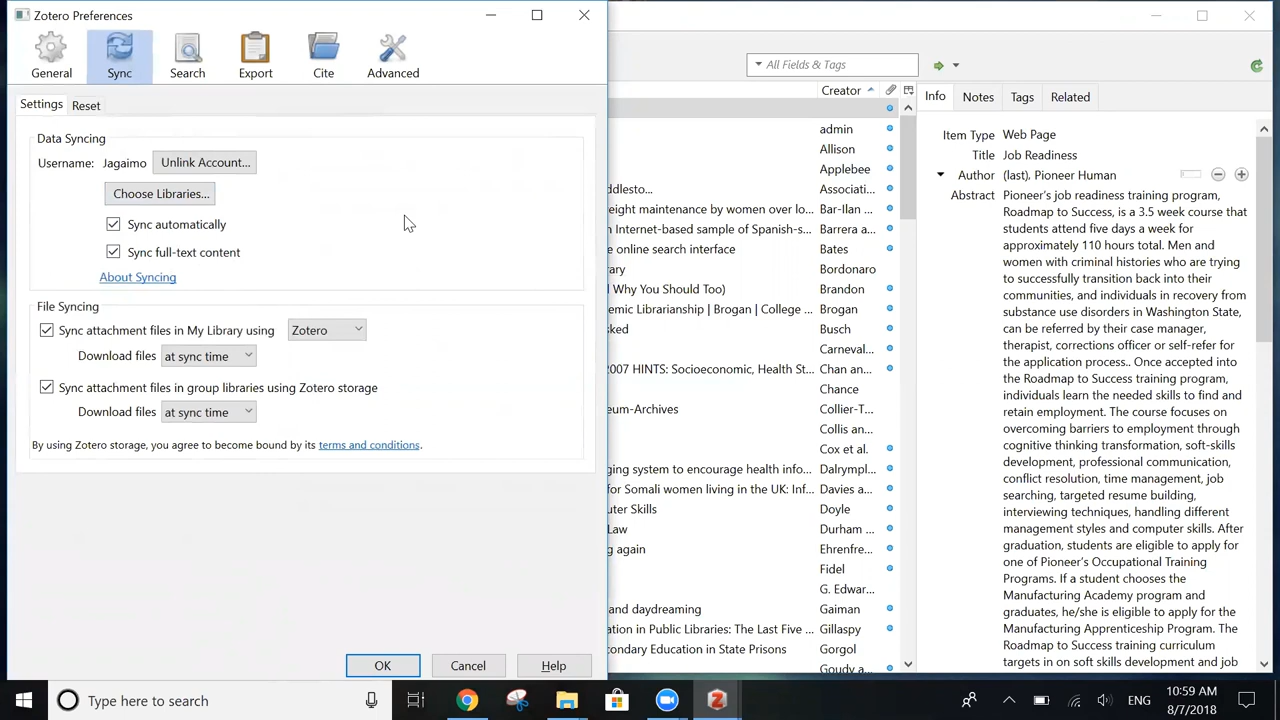 Zotero Preferences
General
Sync
Search
Export
Cite
Advanced
Settings
Reset
Data Syncing
Username: Jagaimo
Unlink Account...
Choose Libraries...
Sync automatically
Sync full-text content
About Syncing
File Syncing
Sync attachment files in My Library using
Zotero
Download files
at sync time
Sync attachment files in group libraries using Zotero storage
Download files
at sync time
By using Zotero storage, you agree to become bound by its terms and conditions.
OK
Cancel
Help
All Fields & Tags
Creator
admin
Allison
Applebee
ddlesto... Associati...
eight maintenance by women over lo... Bar-Ilan ...
n Internet-based sample of Spanish-s... Barrera a...
e online search interface Bates
rary Bordonaro
d Why You Should Too) Brandon
emic Librarianship | Brogan | College ... Brogan
sked Busch
Carneval...
2007 HINTS: Socioeconomic, Health St... Chan an...
Chance
eum-Archives Collier-T...
Collis an...
Cox et al.
ging system to encourage health info... Dalrympl...
for Somali women living in the UK: Inf... Davies a...
uter Skills Doyle
Law Durham ...
ng again Ehrenfre...
Fidel
G. Edwar...
and daydreaming Gaiman
ation in Public Libraries: The Last Five ... Gillaspy
condary Education in State Prisons Gorgol
Goudy a...
Info
Notes
Tags
Related
Item Type Web Page
Title Job Readiness
Author (last), Pioneer Human
Abstract Pioneer's job readiness training program,
Roadmap to Success, is a 3.5 week course that
students attend five days a week for
approximately 110 hours total. Men and
women with criminal histories who are trying
to successfully transition back into their
communities, and individuals in recovery from
substance use disorders in Washington State,
can be referred by their case manager,
therapist, corrections officer or self-refer for
the application process.. Once accepted into
the Roadmap to Success training program,
individuals learn the needed skills to find and
retain employment. The course focuses on
overcoming barriers to employment through
cognitive thinking transformation, soft-skills
development, professional communication,
conflict resolution, time management, job
searching, targeted resume building,
interviewing techniques, handling different
management styles and computer skills. After
graduation, students are eligible to apply for
one of Pioneer's Occupational Training
Programs. If a student chooses the
Manufacturing Academy program and
graduates, he/she is eligible to apply for the
Manufacturing Apprenticeship Program. The
Roadmap to Success training curriculum
targets in on soft skills development and job
Type here to search
ENG
10:59 AM
8/7/2018